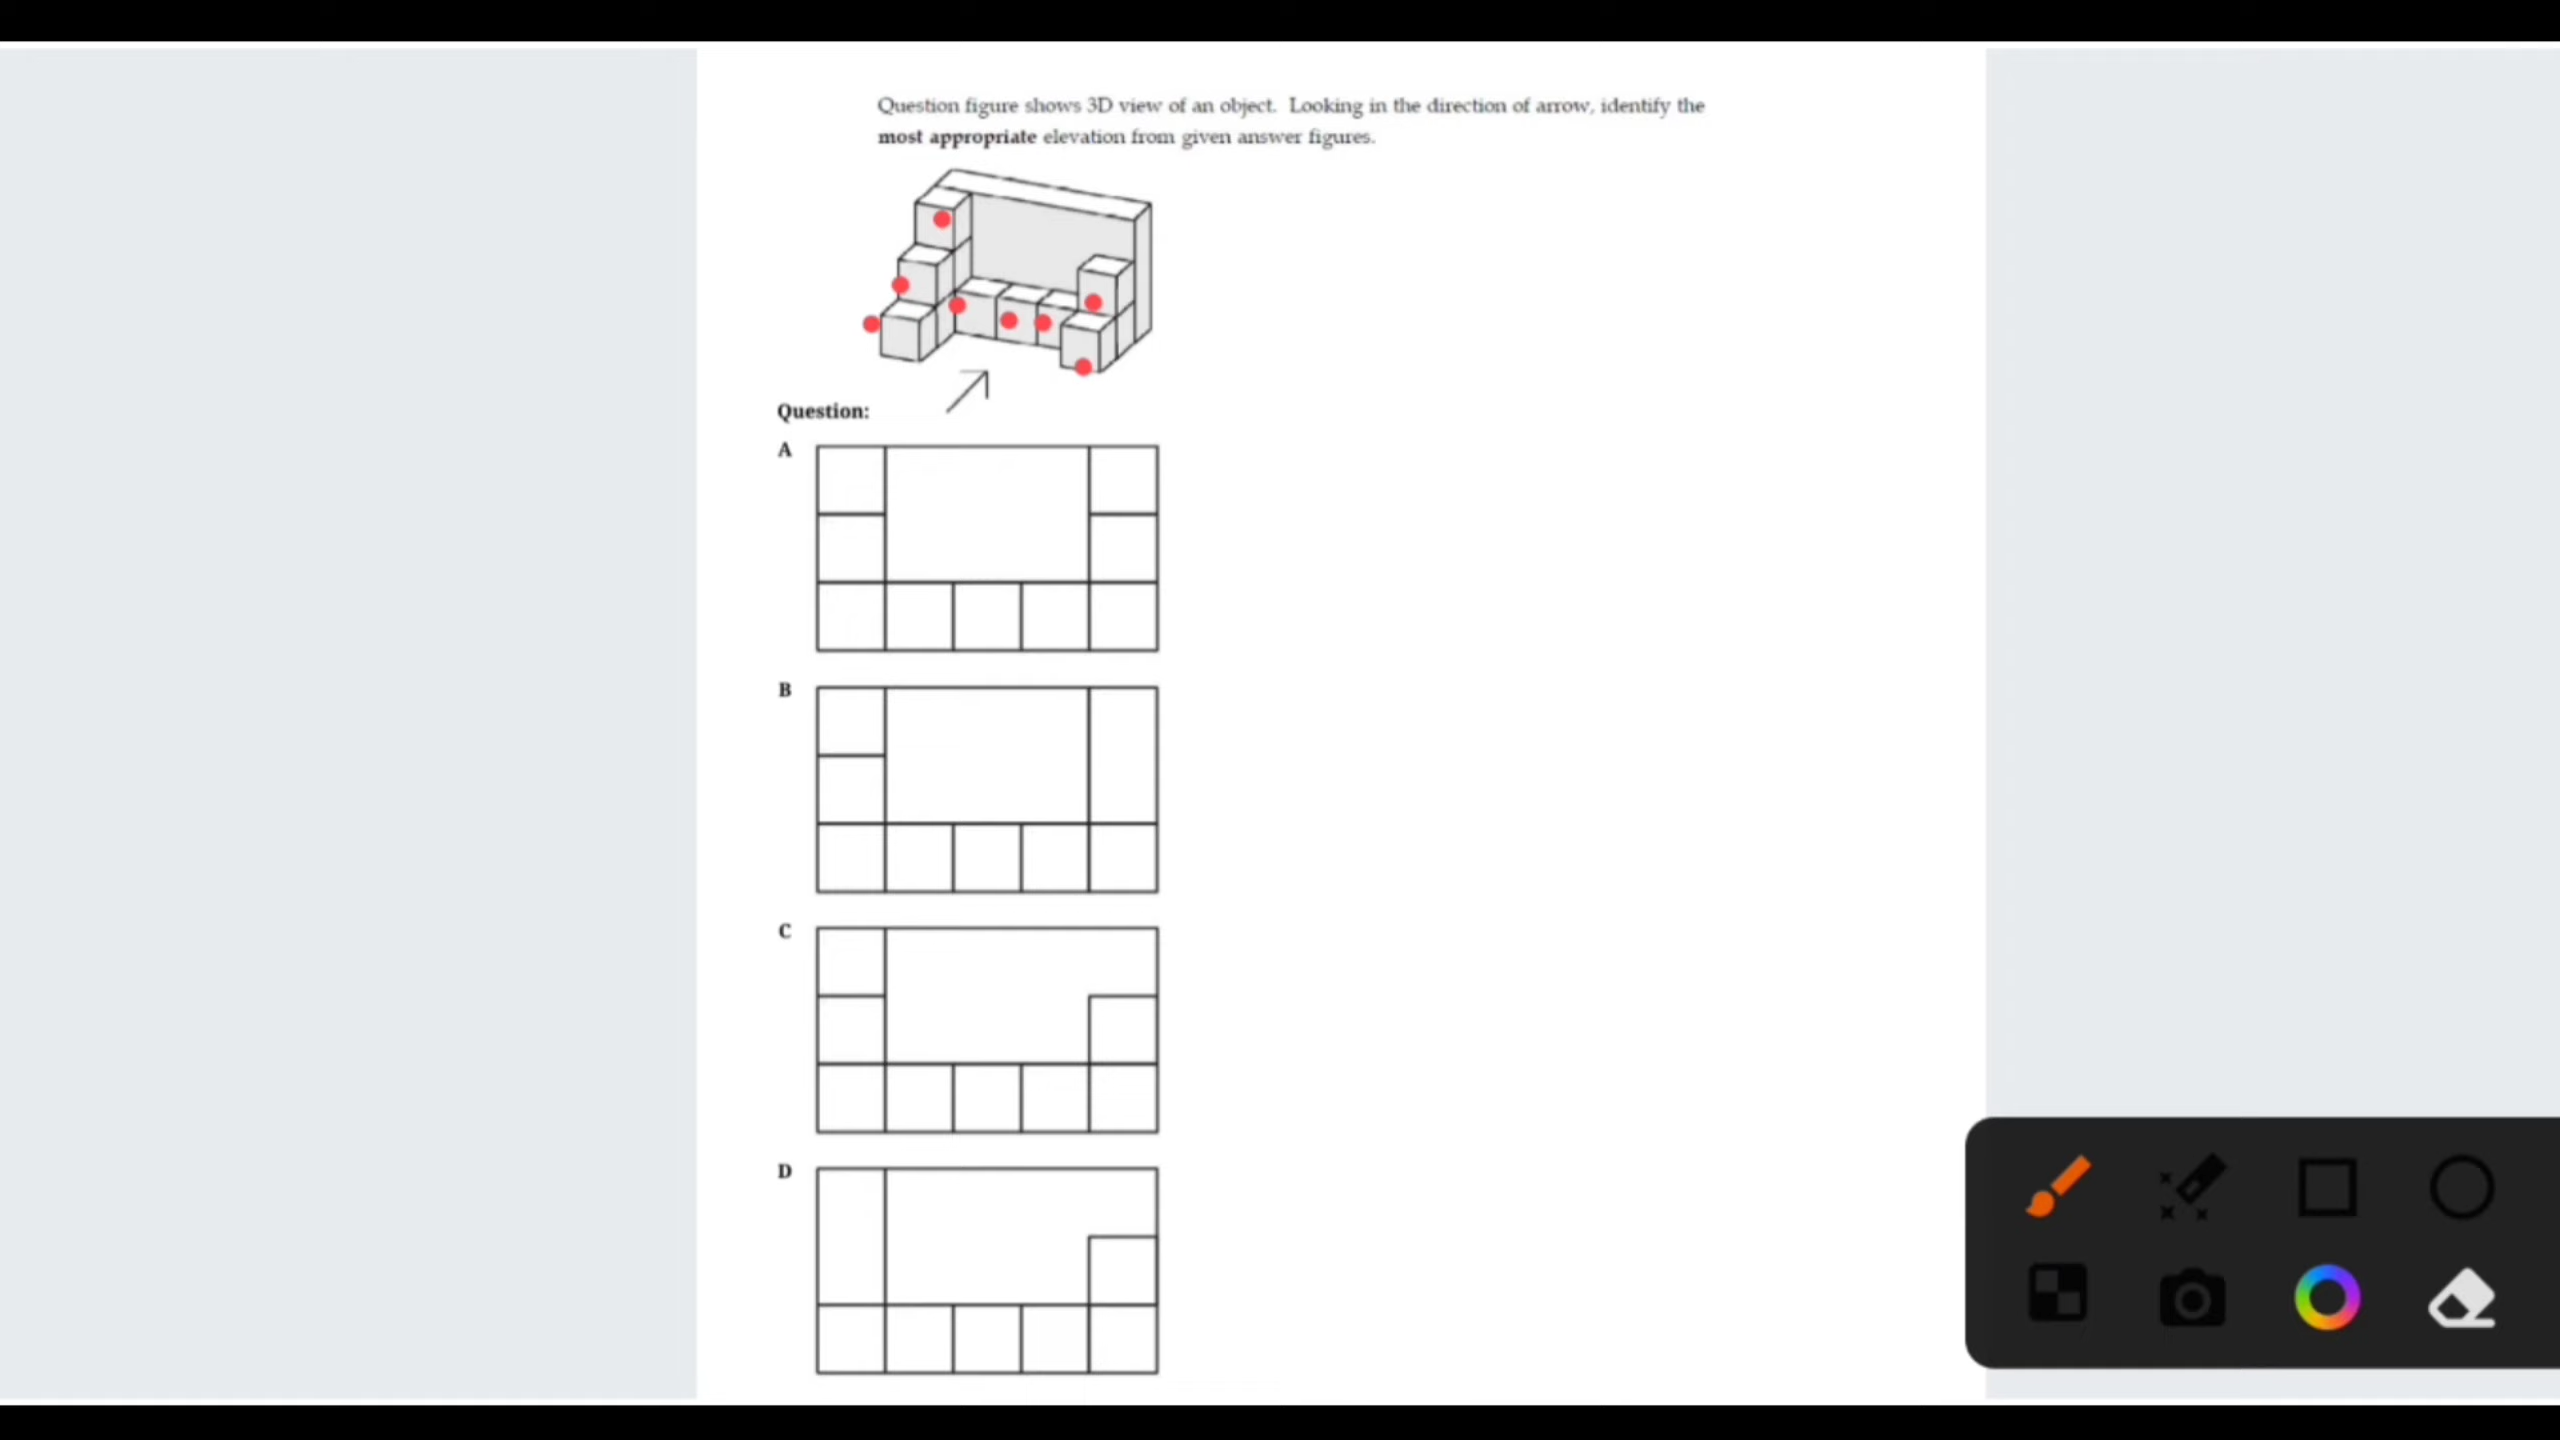 Question figure shows 3D view of an object. Looking in the direction of arrow, identify the
most appropriate elevation from given answer figures.
Question:
A
B
C
D